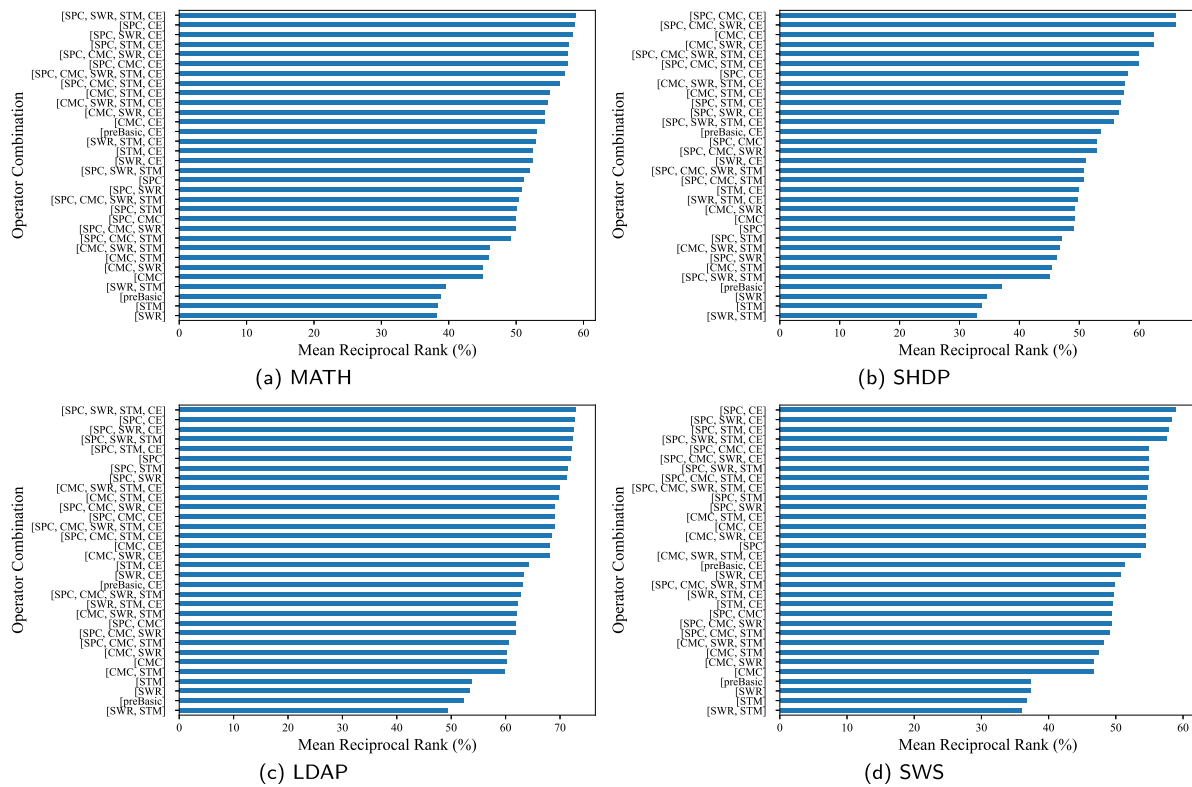 Operator Combination
[SPC, SWR, STM, CE]
[SPC, CE]
[SPC, SWR, CE]
[SPC, STM, CE]
[SPC, CMC, SWR, CE]
[SPC, CMC, CE]
[SPC, CMC, SWR, STM, CE]
[SPC, CMC, STM, CE]
[CMC, STM, CE]
[CMC, SWR, STM, CE]
[CMC, SWR, CE]
[CMC, CE]
[preBasic, CE]
[SWR, STM, CE]
[STM, CE]
[SWR, CE]
[SPC, SWR, STM]
[SPC]
[SPC, SWR]
[SPC, CMC, SWR, STM]
[SPC, STM]
[SPC, CMC]
[SPC, CMC, SWR]
[SPC, CMC, STM]
[CMC, SWR, STM]
[CMC, STM]
[CMC, SWR]
[CMC]
[SWR, STM]
[preBasic]
[STM]
[SWR]
0 10 20 30 40 50 60
Mean Reciprocal Rank (%)
(a) MATH
Operator Combination
[SPC, CMC, CE]
[SPC, CMC, SWR, CE]
[CMC, CE]
[CMC, SWR, CE]
[SPC, CMC, SWR, STM, CE]
[SPC, CMC, STM, CE]
[SPC, CE]
[CMC, SWR, STM, CE]
[CMC, STM, CE]
[SPC, STM, CE]
[SPC, SWR, CE]
[SPC, SWR, STM, CE]
[preBasic, CE]
[SPC, CMC]
[SPC, CMC, SWR]
[SWR, CE]
[SPC, CMC, SWR, STM]
[SPC, CMC, STM]
[STM, CE]
[SWR, STM, CE]
[CMC, SWR]
[CMC]
[SPC]
[SPC, STM]
[CMC, SWR, STM]
[SPC, SWR]
[CMC, STM]
[SPC, SWR, STM]
[preBasic]
[SWR]
[STM]
[SWR, STM]
0 10 20 30 40 50 60
Mean Reciprocal Rank (%)
(b) SHDP
Operator Combination
[SPC, SWR, STM, CE]
[SPC, CE]
[SPC, SWR, CE]
[SPC, SWR, STM]
[SPC, STM, CE]
[SPC]
[SPC, STM]
[SPC, SWR]
[CMC, SWR, STM, CE]
[CMC, STM, CE]
[SPC, CMC, SWR, CE]
[SPC, CMC, CE]
[SPC, CMC, SWR, STM, CE]
[SPC, CMC, STM, CE]
[CMC, CE]
[CMC, SWR, CE]
[STM, CE]
[SWR, CE]
[preBasic, CE]
[SPC, CMC, SWR, STM]
[SWR, STM, CE]
[CMC, SWR, STM]
[SPC, CMC]
[SPC, CMC, SWR]
[SPC, CMC, STM]
[CMC, SWR]
[CMC]
[CMC, STM]
[STM]
[SWR]
[preBasic]
[SWR, STM]
0 10 20 30 40 50 60 70
Mean Reciprocal Rank (%)
(c) LDAP
Operator Combination
[SPC, CE]
[SPC, SWR, CE]
[SPC, STM, CE]
[SPC, SWR, STM, CE]
[SPC, CMC, CE]
[SPC, CMC, SWR, CE]
[SPC, SWR, STM]
[SPC, CMC, STM, CE]
[SPC, CMC, SWR, STM, CE]
[SPC, STM]
[SPC, SWR]
[CMC, STM, CE]
[CMC, CE]
[CMC, SWR, CE]
[SPC]
[CMC, SWR, STM, CE]
[preBasic, CE]
[SWR, CE]
[SPC, CMC, SWR, STM]
[SWR, STM, CE]
[STM, CE]
[SPC, CMC]
[SPC, CMC, SWR]
[SPC, CMC, STM]
[CMC, SWR, STM]
[CMC, STM]
[CMC, SWR]
[CMC]
[preBasic]
[SWR]
[STM]
[SWR, STM]
0 10 20 30 40 50 60
Mean Reciprocal Rank (%)
(d) SWS